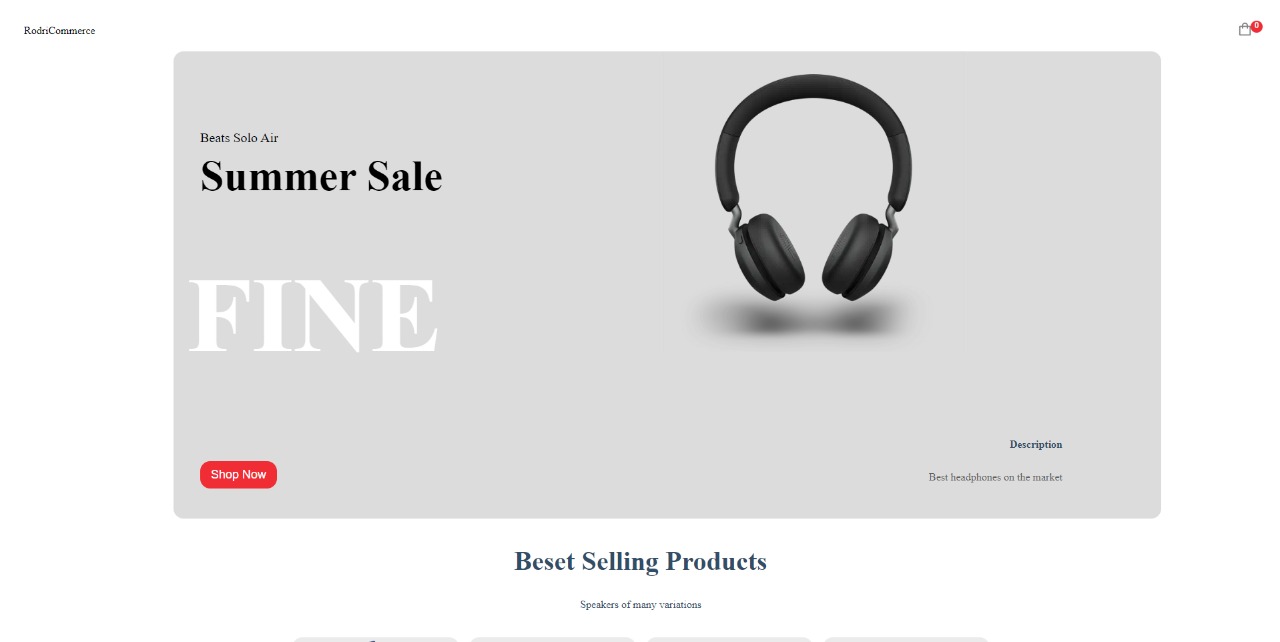 RodriCommerce
0
Beats Solo Air
Summer Sale
FINE
Description
Shop Now
Best headphones on the market
Beset Selling Products
Speakers of many variations